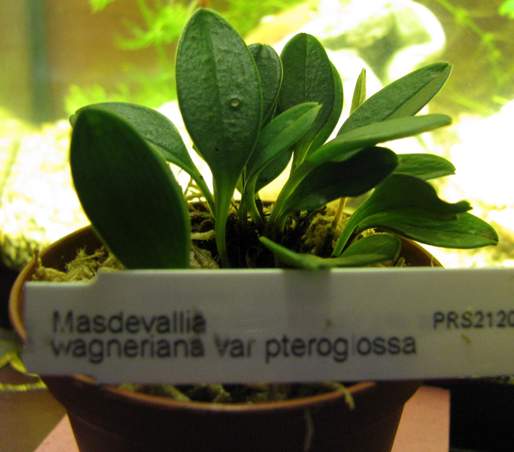 Masdevallia PRS2120
wagneriana var pteroglossa